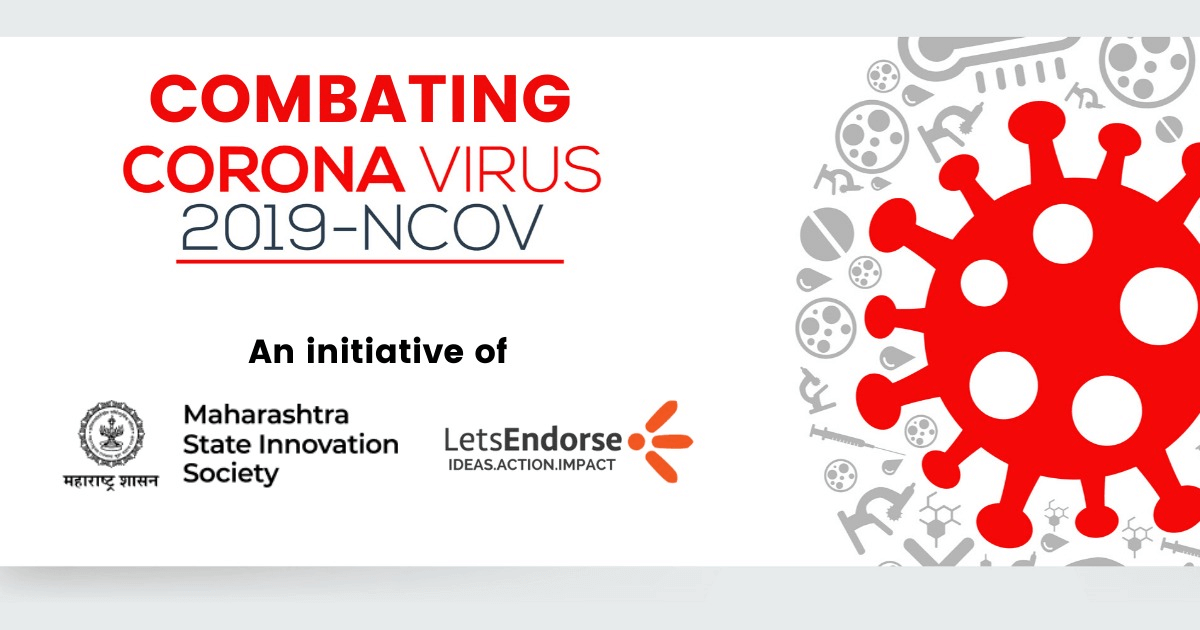 COMBATING
CORONA VIRUS
2019-NCOV
An initiative of
महाराष्ट्र शासन
Maharashtra
State Innovation
Society
LetsEndorse
IDEAS.ACTION.IMPACT